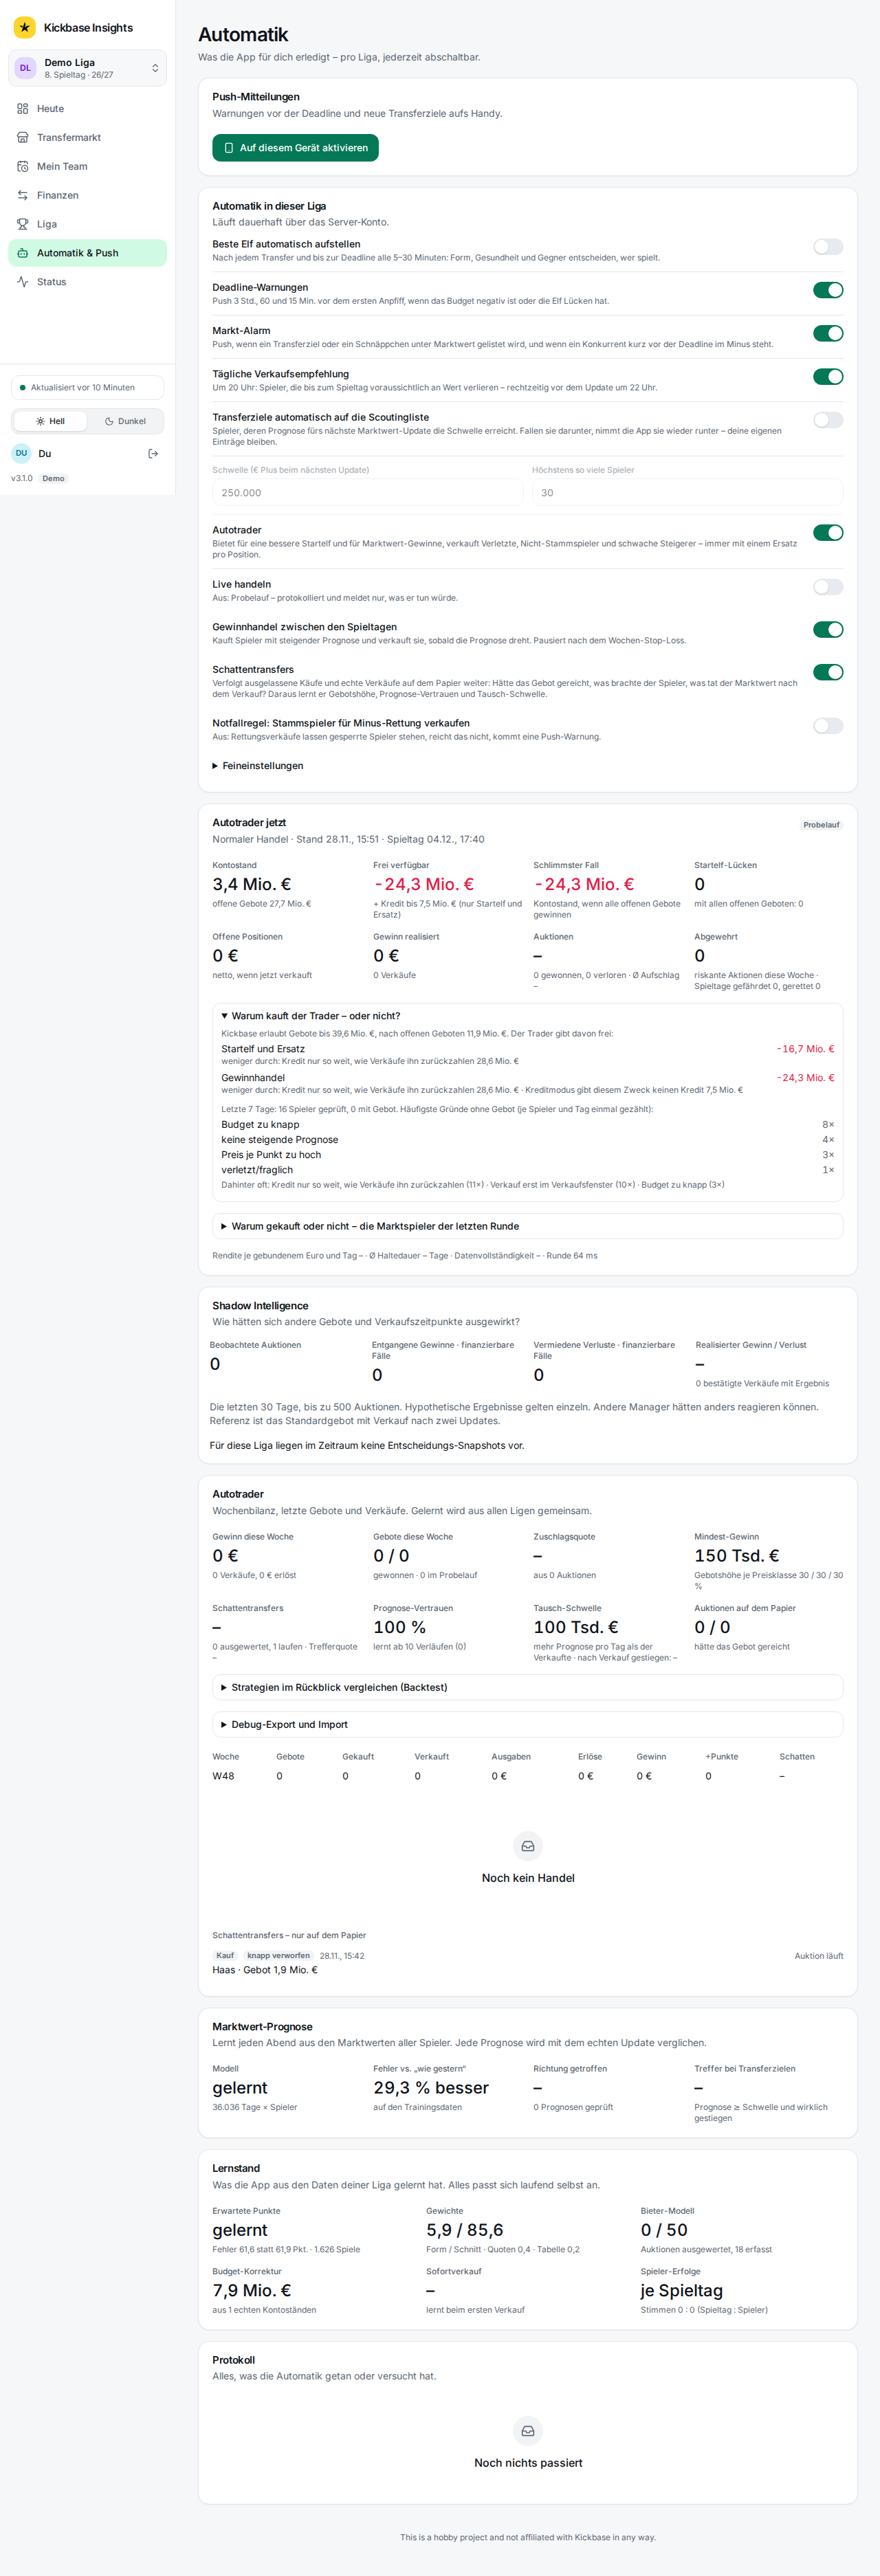 Kickbase Insights
DL
Demo Liga
8. Spieltag · 26/27
Heute
Transfermarkt
Mein Team
Finanzen
Liga
Automatik & Push
Status
Aktualisiert vor 10 Minuten
Hell
Dunkel
DU
Du
v3.1.0
Demo
Automatik
Was die App für dich erledigt – pro Liga, jederzeit abschaltbar.
Push-Mitteilungen
Warnungen vor der Deadline und neue Transferziele aufs Handy.
Auf diesem Gerät aktivieren
Automatik in dieser Liga
Läuft dauerhaft über das Server-Konto.
Beste Elf automatisch aufstellen
Nach jedem Transfer und bis zur Deadline alle 5–30 Minuten: Form, Gesundheit und Gegner entscheiden, wer spielt.
Deadline-Warnungen
Push 3 Std., 60 und 15 Min. vor dem ersten Anpfiff, wenn das Budget negativ ist oder die Elf Lücken hat.
Markt-Alarm
Push, wenn ein Transferziel oder ein Schnäppchen unter Marktwert gelistet wird, und wenn ein Konkurrent kurz vor der Deadline im Minus steht.
Tägliche Verkaufsempfehlung
Um 20 Uhr: Spieler, die bis zum Spieltag voraussichtlich an Wert verlieren – rechtzeitig vor dem Update um 22 Uhr.
Transferziele automatisch auf die Scoutingliste
Spieler, deren Prognose fürs nächste Marktwert-Update die Schwelle erreicht. Fallen sie darunter, nimmt die App sie wieder runter – deine eigenen
Einträge bleiben.
Schwelle (€ Plus beim nächsten Update)
Höchstens so viele Spieler
250.000
30
Autotrader
Bietet für eine bessere Startelf und für Marktwert-Gewinne, verkauft Verletzte, Nicht-Stammspieler und schwache Steigerer – immer mit einem Ersatz
pro Position.
Live handeln
Aus: Probelauf – protokolliert und meldet nur, was er tun würde.
Gewinnhandel zwischen den Spieltagen
Kauft Spieler mit steigender Prognose und verkauft sie, sobald die Prognose dreht. Pausiert nach dem Wochen-Stop-Loss.
Schattentransfers
Verfolgt ausgelassene Käufe und echte Verkäufe auf dem Papier weiter: Hätte das Gebot gereicht, was brachte der Spieler, was tat der Marktwert nach
dem Verkauf? Daraus lernt er Gebotshöhe, Prognose-Vertrauen und Tausch-Schwelle.
Notfallregel: Stammspieler für Minus-Rettung verkaufen
Aus: Rettungsverkäufe lassen gesperrte Spieler stehen, reicht das nicht, kommt eine Push-Warnung.
Feineinstellungen
Autotrader jetzt
Probelauf
Normaler Handel · Stand 28.11., 15:51 · Spieltag 04.12., 17:40
Kontostand
3,4 Mio. €
offene Gebote 27,7 Mio. €
Frei verfügbar
-24,3 Mio. €
+ Kredit bis 7,5 Mio. € (nur Startelf und
Ersatz)
Schlimmster Fall
-24,3 Mio. €
Kontostand, wenn alle offenen Gebote
gewinnen
Startelf-Lücken
0
mit allen offenen Geboten: 0
Offene Positionen
0 €
netto, wenn jetzt verkauft
Gewinn realisiert
0 €
0 Verkäufe
Auktionen
–
0 gewonnen, 0 verloren · Ø Aufschlag
–
Abgewehrt
0
riskante Aktionen diese Woche ·
Spieltage gefährdet 0, gerettet 0
Warum kauft der Trader – oder nicht?
Kickbase erlaubt Gebote bis 39,6 Mio. €, nach offenen Geboten 11,9 Mio. €. Der Trader gibt davon frei:
Startelf und Ersatz
-16,7 Mio. €
weniger durch: Kredit nur so weit, wie Verkäufe ihn zurückzahlen 28,6 Mio. €
Gewinnhandel
-24,3 Mio. €
weniger durch: Kredit nur so weit, wie Verkäufe ihn zurückzahlen 28,6 Mio. € · Kreditmodus gibt diesem Zweck keinen Kredit 7,5 Mio. €
Letzte 7 Tage: 16 Spieler geprüft, 0 mit Gebot. Häufigste Gründe ohne Gebot (je Spieler und Tag einmal gezählt):
Budget zu knapp
8×
keine steigende Prognose
4×
Preis je Punkt zu hoch
3×
verletzt/fraglich
1×
Dahinter oft: Kredit nur so weit, wie Verkäufe ihn zurückzahlen (11×) · Verkauf erst im Verkaufsfenster (10×) · Budget zu knapp (3×)
Warum gekauft oder nicht – die Marktspieler der letzten Runde
Rendite je gebundenem Euro und Tag – · Ø Haltedauer – Tage · Datenvollständigkeit – · Runde 64 ms
Shadow Intelligence
Wie hätten sich andere Gebote und Verkaufszeitpunkte ausgewirkt?
Beobachtete Auktionen
0
Entgangene Gewinne · finanzierbare
Fälle
0
Vermiedene Verluste · finanzierbare
Fälle
0
Realisierter Gewinn / Verlust
–
0 bestätigte Verkäufe mit Ergebnis
Die letzten 30 Tage, bis zu 500 Auktionen. Hypothetische Ergebnisse gelten einzeln. Andere Manager hätten anders reagieren können.
Referenz ist das Standardgebot mit Verkauf nach zwei Updates.
Für diese Liga liegen im Zeitraum keine Entscheidungs-Snapshots vor.
Autotrader
Wochenbilanz, letzte Gebote und Verkäufe. Gelernt wird aus allen Ligen gemeinsam.
Gewinn diese Woche
0 €
0 Verkäufe, 0 € erlöst
Gebote diese Woche
0 / 0
gewonnen · 0 im Probelauf
Zuschlagsquote
–
aus 0 Auktionen
Mindest-Gewinn
150 Tsd. €
Gebotshöhe je Preisklasse 30 / 30 / 30
%
Schattentransfers
–
0 ausgewertet, 1 laufen · Trefferquote
–
Prognose-Vertrauen
100 %
lernt ab 10 Verläufen (0)
Tausch-Schwelle
100 Tsd. €
mehr Prognose pro Tag als der
Verkaufte · nach Verkauf gestiegen: –
Auktionen auf dem Papier
0 / 0
hätte das Gebot gereicht
Strategien im Rückblick vergleichen (Backtest)
Debug-Export und Import
Woche Gebote Gekauft Verkauft Ausgaben Erlöse Gewinn +Punkte Schatten
W48 0 0 0 0 € 0 € 0 € 0 –
Noch kein Handel
Schattentransfers – nur auf dem Papier
Kauf knapp verworfen 28.11., 15:42
Auktion läuft
Haas · Gebot 1,9 Mio. €
Marktwert-Prognose
Lernt jeden Abend aus den Marktwerten aller Spieler. Jede Prognose wird mit dem echten Update verglichen.
Modell
gelernt
36.036 Tage × Spieler
Fehler vs. „wie gestern“
29,3 % besser
auf den Trainingsdaten
Richtung getroffen
–
0 Prognosen geprüft
Treffer bei Transferzielen
–
Prognose ≥ Schwelle und wirklich
gestiegen
Lernstand
Was die App aus den Daten deiner Liga gelernt hat. Alles passt sich laufend selbst an.
Erwartete Punkte
gelernt
Fehler 61,6 statt 61,9 Pkt. · 1.626 Spiele
Gewichte
5,9 / 85,6
Form / Schnitt · Quoten 0,4 · Tabelle 0,2
Bieter-Modell
0 / 50
Auktionen ausgewertet, 18 erfasst
Budget-Korrektur
7,9 Mio. €
aus 1 echten Kontoständen
Sofortverkauf
–
lernt beim ersten Verkauf
Spieler-Erfolge
je Spieltag
Stimmen 0 : 0 (Spieltag : Spieler)
Protokoll
Alles, was die Automatik getan oder versucht hat.
Noch nichts passiert
This is a hobby project and not affiliated with Kickbase in any way.